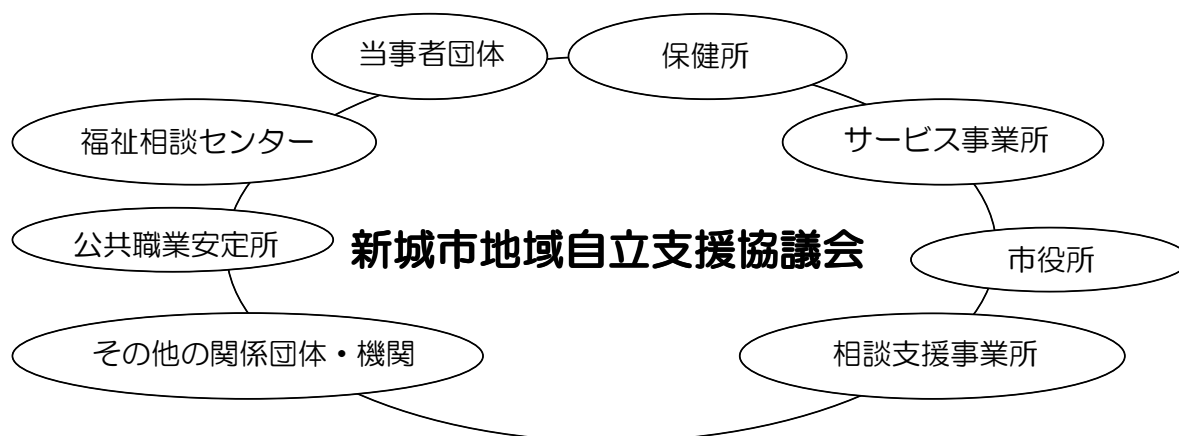 当事者団体
保健所
福祉相談センター
サービス事業所
公共職業安定所
新城市地域自立支援協議会
市役所
その他の関係団体・機関
相談支援事業所